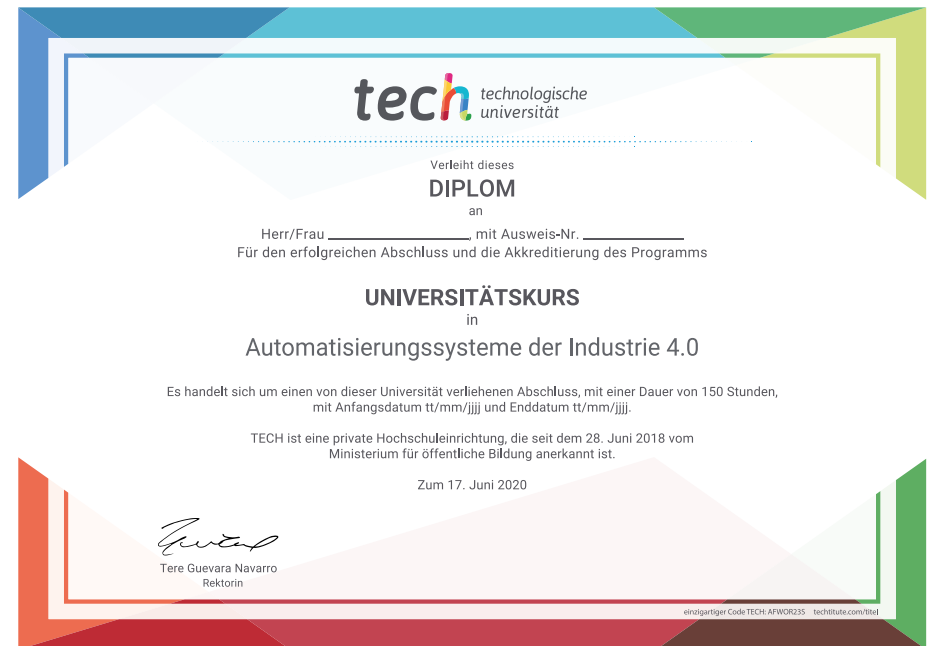 tech technologische
universität
Verleiht dieses
DIPLOM
an
Herr/Frau ____________________, mit Ausweis-Nr. ______________
Für den erfolgreichen Abschluss und die Akkreditierung des Programms
UNIVERSITÄTSKURS
in
Automatisierungssysteme der Industrie 4.0
Es handelt sich um einen von dieser Universität verliehenen Abschluss, mit einer Dauer von 150 Stunden,
mit Anfangsdatum tt/mm/jjjj und Enddatum tt/mm/jjjj.
TECH ist eine private Hochschuleinrichtung, die seit dem 28. Juni 2018 vom
Ministerium für öffentliche Bildung anerkannt ist.
Zum 17. Juni 2020
Tere Guevara Navarro
Rektorin
einzigartiger Code TECH: AFWOR235 techtitute.com/titel